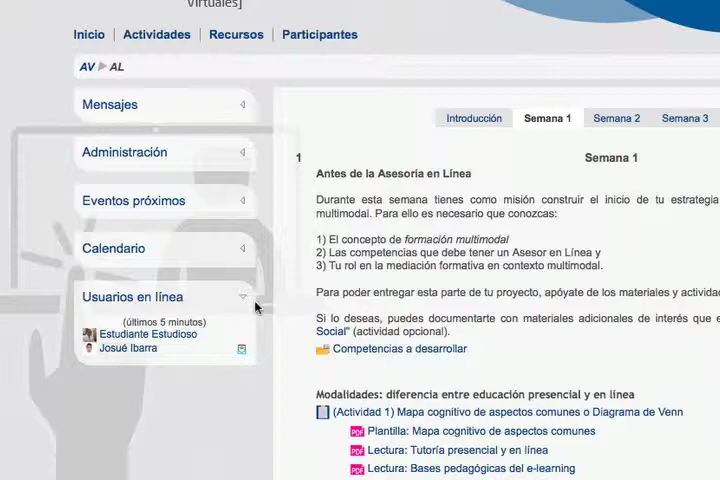 Virtuales]
Inicio | Actividades | Recursos | Participantes
AV AL
Mensajes
Administración
Eventos próximos
Calendario
Usuarios en línea
(últimos 5 minutos)
Estudiante Estudioso
Josué Ibarra
Introducción Semana 1 Semana 2 Semana 3
1 Semana 1
Antes de la Asesoría en Línea
Durante esta semana tienes como misión construir el inicio de tu estrategia
multimodal. Para ello es necesario que conozcas:
1) El concepto de formación multimodal
2) Las competencias que debe tener un Asesor en Línea y
3) Tu rol en la mediación formativa en contexto multimodal.
Para poder entregar esta parte de tu proyecto, apóyate de los materiales y activida
Si lo deseas, puedes documentarte con materiales adicionales de interés que e
Social" (actividad opcional).
Competencias a desarrollar
Modalidades: diferencia entre educación presencial y en línea
(Actividad 1) Mapa cognitivo de aspectos comunes o Diagrama de Venn
PDF Plantilla: Mapa cognitivo de aspectos comunes
PDF Lectura: Tutoría presencial y en línea
PDF Lectura: Bases pedagógicas del e-learning